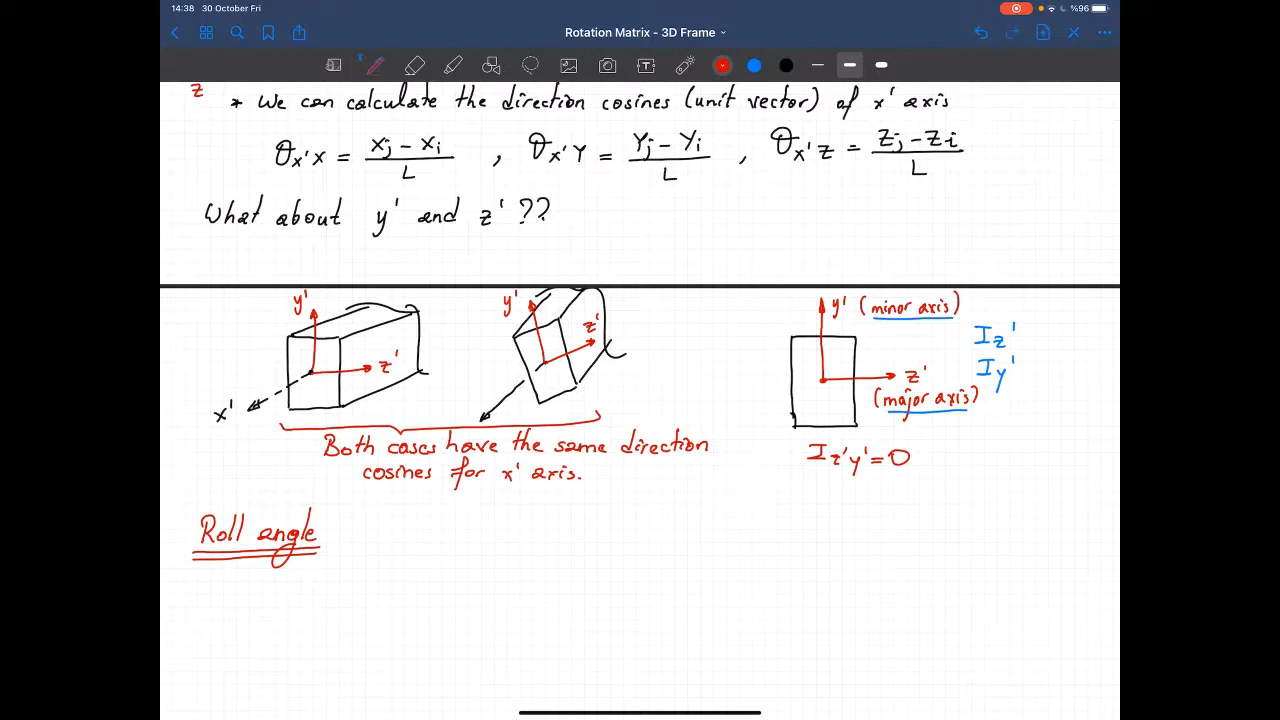 14:38 30 October Fri
%96
Rotation Matrix - 3D Frame
z
* We can calculate the direction cosines (unit vector) of x' axis
θx'X = (Xj - Xi) / L , θx'Y = (Yj - Yi) / L , θx'Z = (Zj - Zi) / L
What about y' and z' ??
y'
z'
x'
y'
z'
y' (minor axis)
z'
(major axis)
Iz'
Iy'
Iz'y' = 0
Both cases have the same direction
cosines for x' axis.
Roll angle